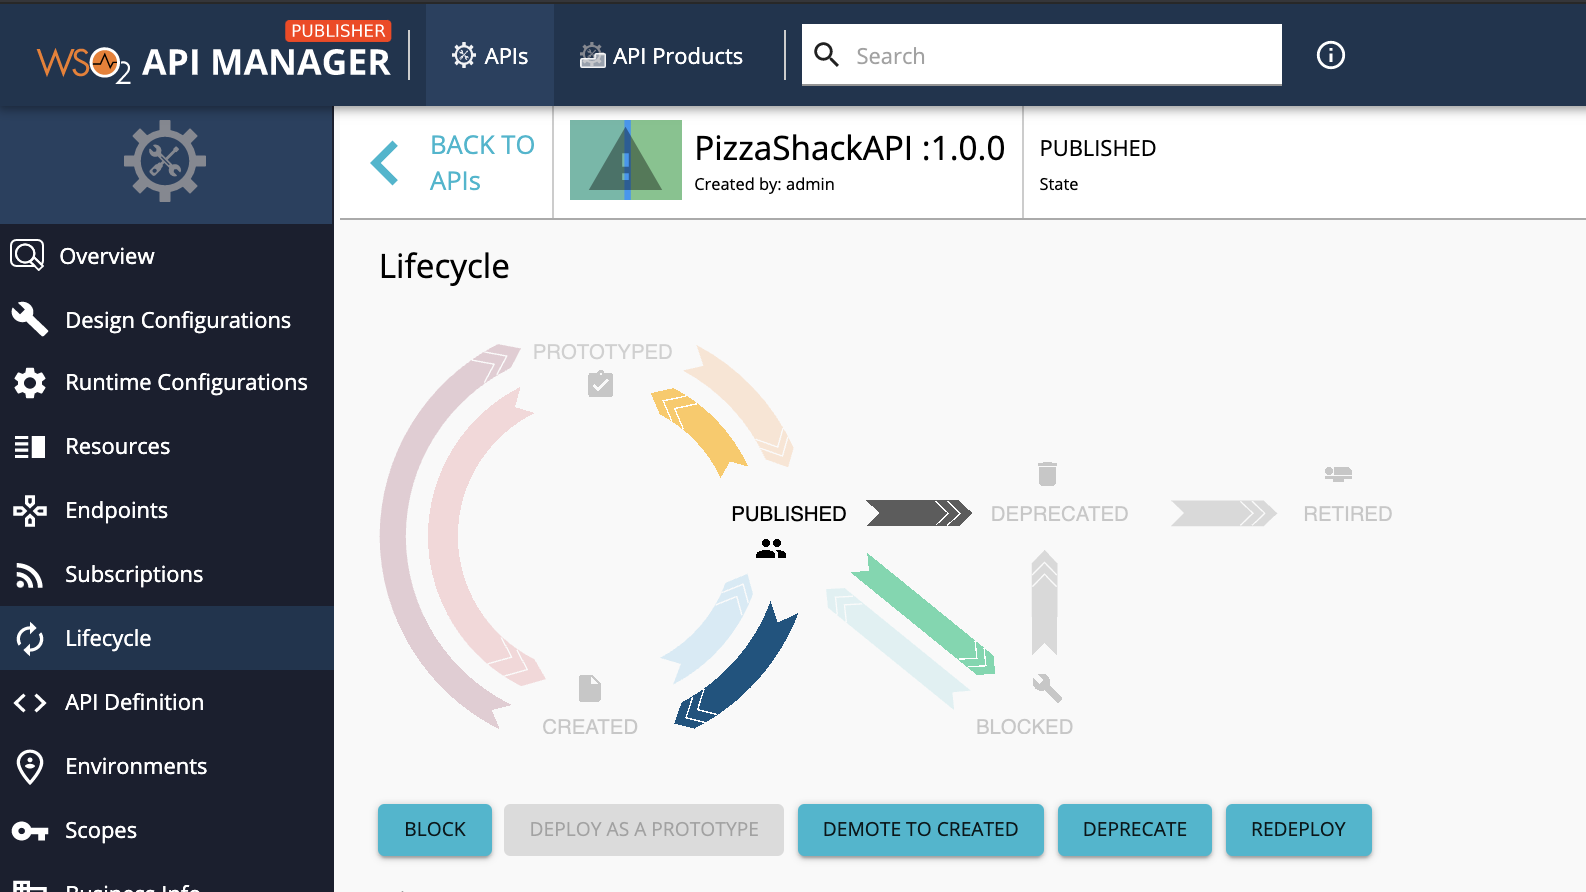 PUBLISHER
WSO2 API MANAGER
APIs
API Products
Search
BACK TO
APIs
PizzaShackAPI :1.0.0
Created by: admin
PUBLISHED
State
Overview
Design Configurations
Runtime Configurations
Resources
Endpoints
Subscriptions
Lifecycle
API Definition
Environments
Scopes
Business Info
Lifecycle
PROTOTYPED
PUBLISHED
DEPRECATED
RETIRED
CREATED
BLOCKED
BLOCK
DEPLOY AS A PROTOTYPE
DEMOTE TO CREATED
DEPRECATE
REDEPLOY